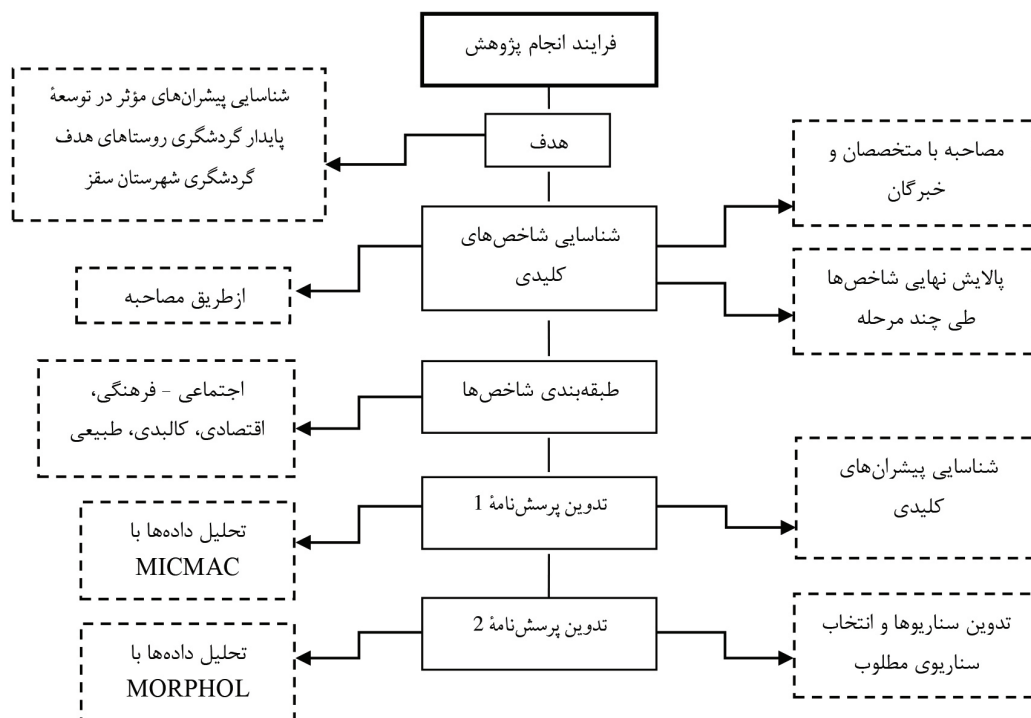 فرایند انجام پژوهش
هدف
شناسایی پیشران‌های مؤثر در توسعهٔ
پایدار گردشگری روستاهای هدف
گردشگری شهرستان سقز
شناسایی شاخص‌های
کلیدی
مصاحبه با متخصصان و
خبرگان
پالایش نهایی شاخص‌ها
طی چند مرحله
ازطریق مصاحبه
طبقه‌بندی شاخص‌ها
اجتماعی - فرهنگی،
اقتصادی، کالبدی، طبیعی
تدوین پرسش‌نامهٔ 1
شناسایی پیشران‌های
کلیدی
تحلیل داده‌ها با
MICMAC
تدوین پرسش‌نامهٔ 2
تدوین سناریوها و انتخاب
سناریوی مطلوب
تحلیل داده‌ها با
MORPHOL